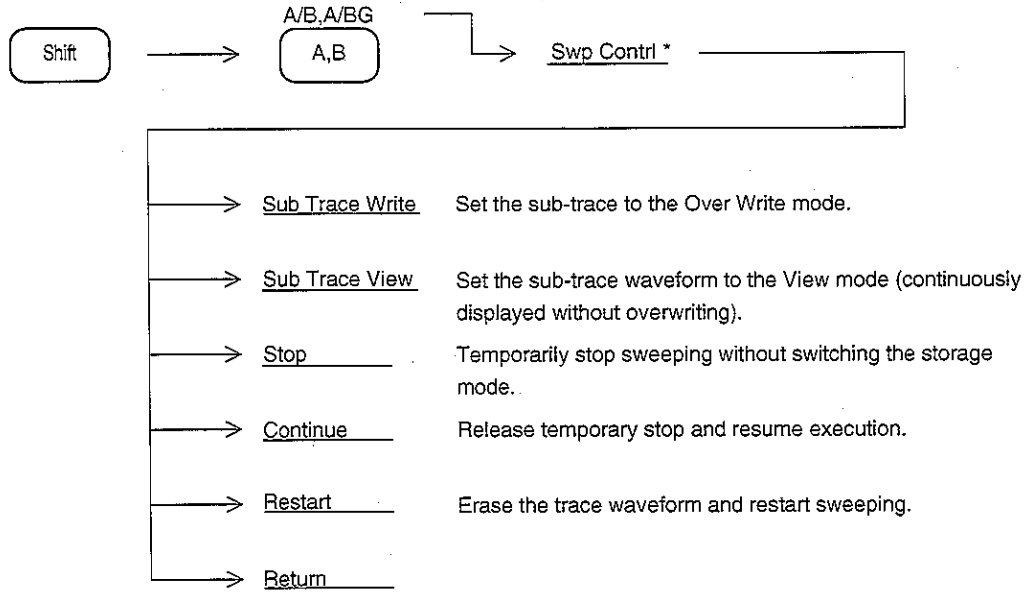 A/B,A/BG
Shift
A,B
Swp Contrl *
Sub Trace Write Set the sub-trace to the Over Write mode.
Sub Trace View Set the sub-trace waveform to the View mode (continuously
displayed without overwriting).
Stop Temporarily stop sweeping without switching the storage
mode.
Continue Release temporary stop and resume execution.
Restart Erase the trace waveform and restart sweeping.
Return